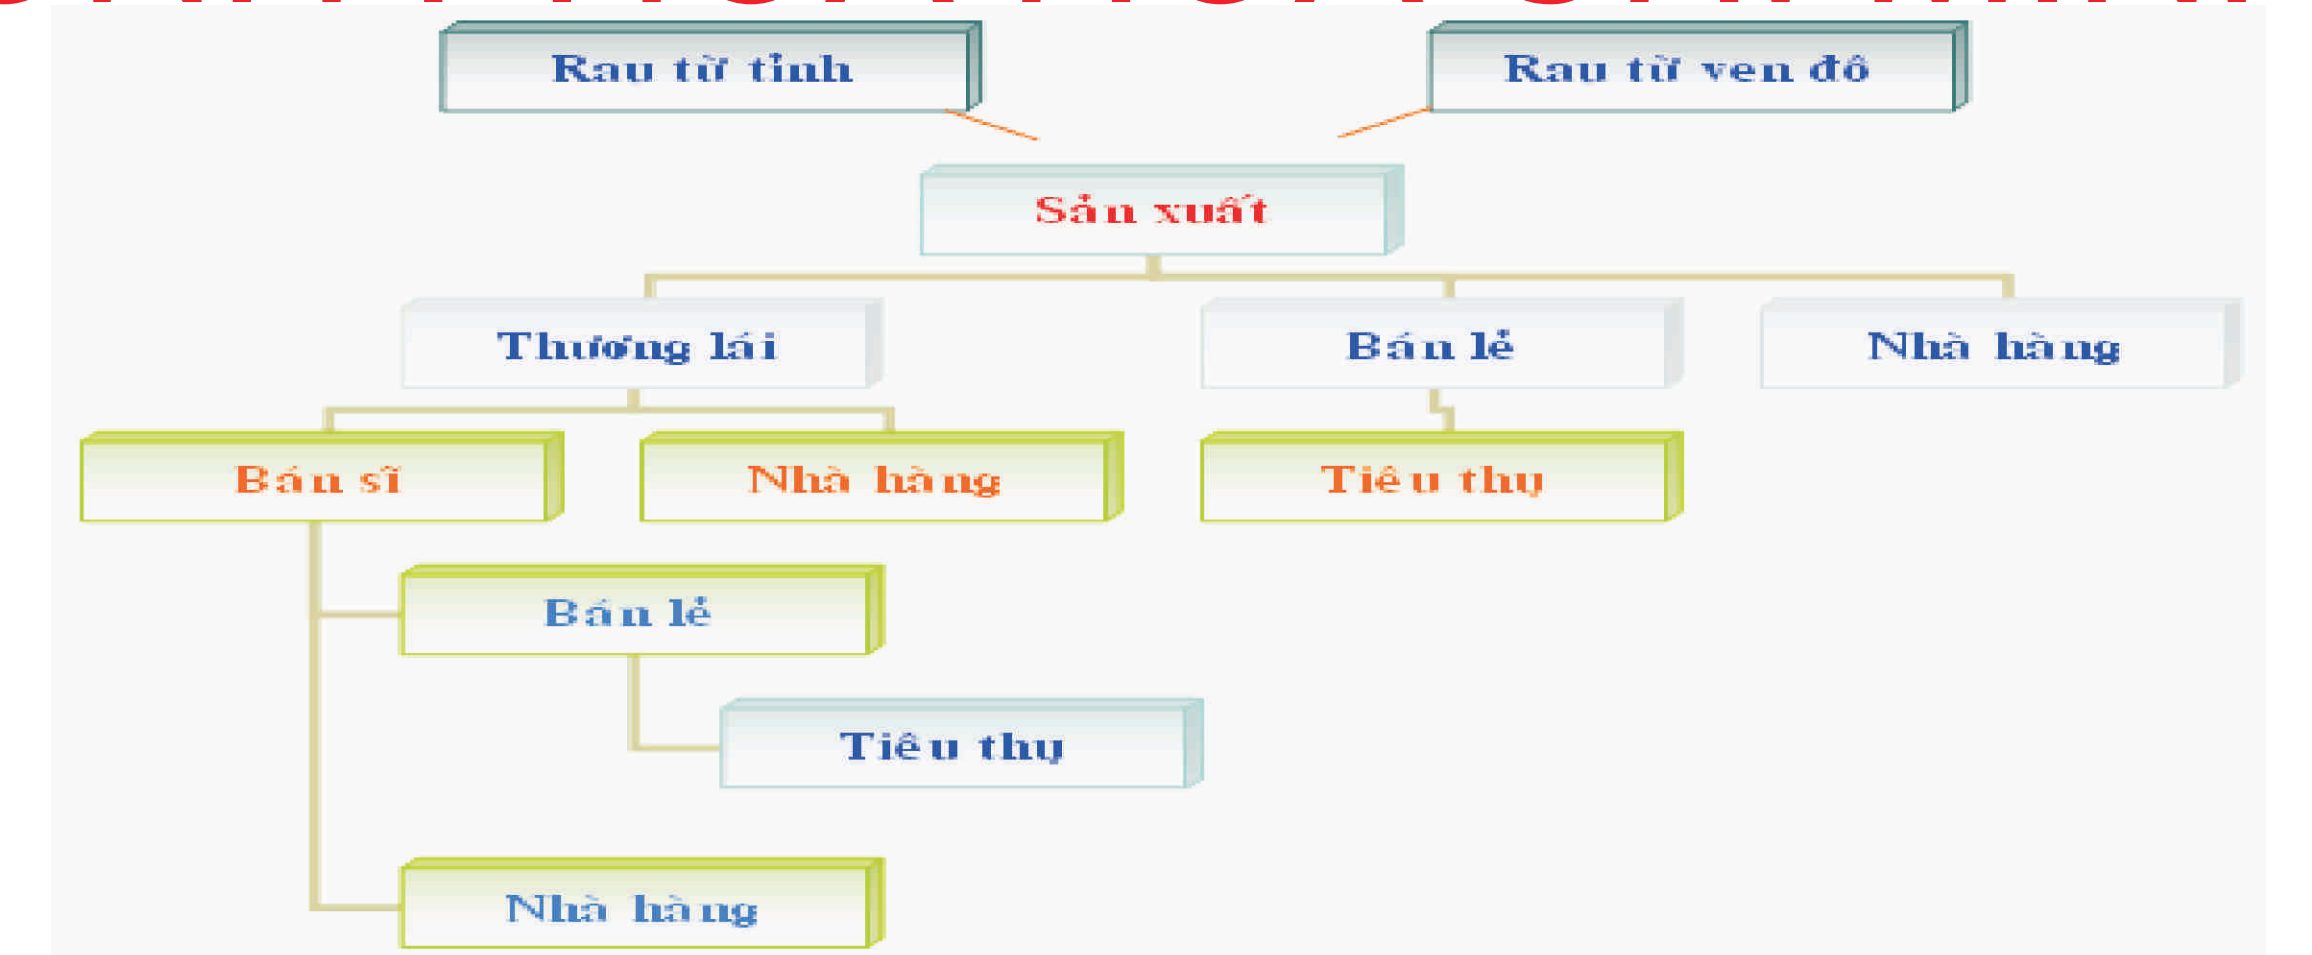 Rau từ tỉnh
Rau từ ven đô
Sản xuất
Thương lái
Bán lẻ
Nhà hàng
Bán sĩ
Nhà hàng
Tiêu thụ
Bán lẻ
Tiêu thụ
Nhà hàng